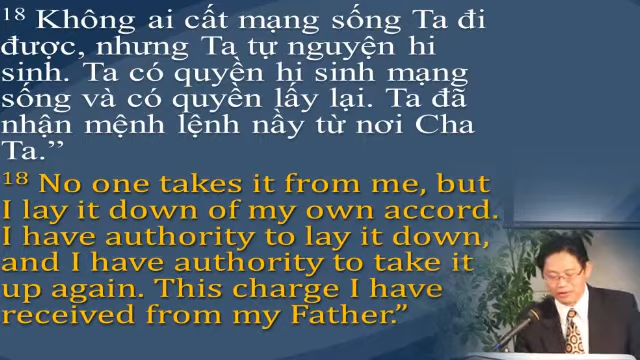 18 Không ai cất mạng sống Ta đi
được, nhưng Ta tự nguyện hi
sinh. Ta có quyền hi sinh mạng
sống và có quyền lấy lại. Ta đã
nhận mệnh lệnh nầy từ nơi Cha
Ta.”
18 No one takes it from me, but
I lay it down of my own accord.
I have authority to lay it down,
and I have authority to take it
up again. This charge I have
received from my Father.”